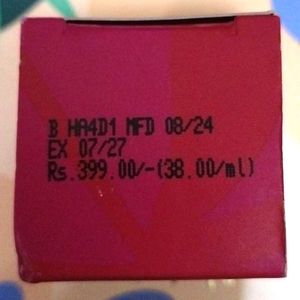 B HA4D1 MFD 08/24
EX 07/27
Rs.399.00/-(38.00/ml)